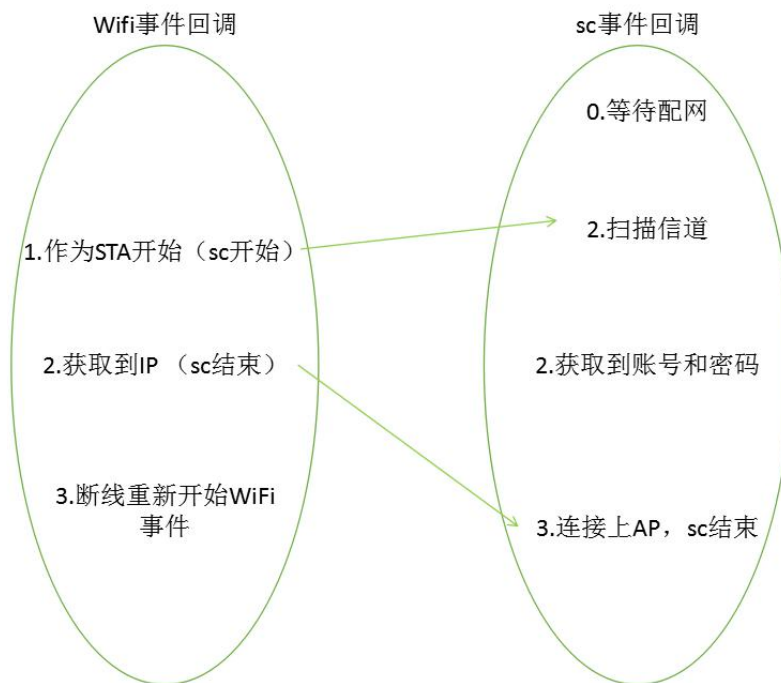 Wifi事件回调
sc事件回调
0.等待配网
1.作为STA开始（sc开始）
2.扫描信道
2.获取到IP （sc结束）
2.获取到账号和密码
3.断线重新开始WiFi
事件
3.连接上AP，sc结束